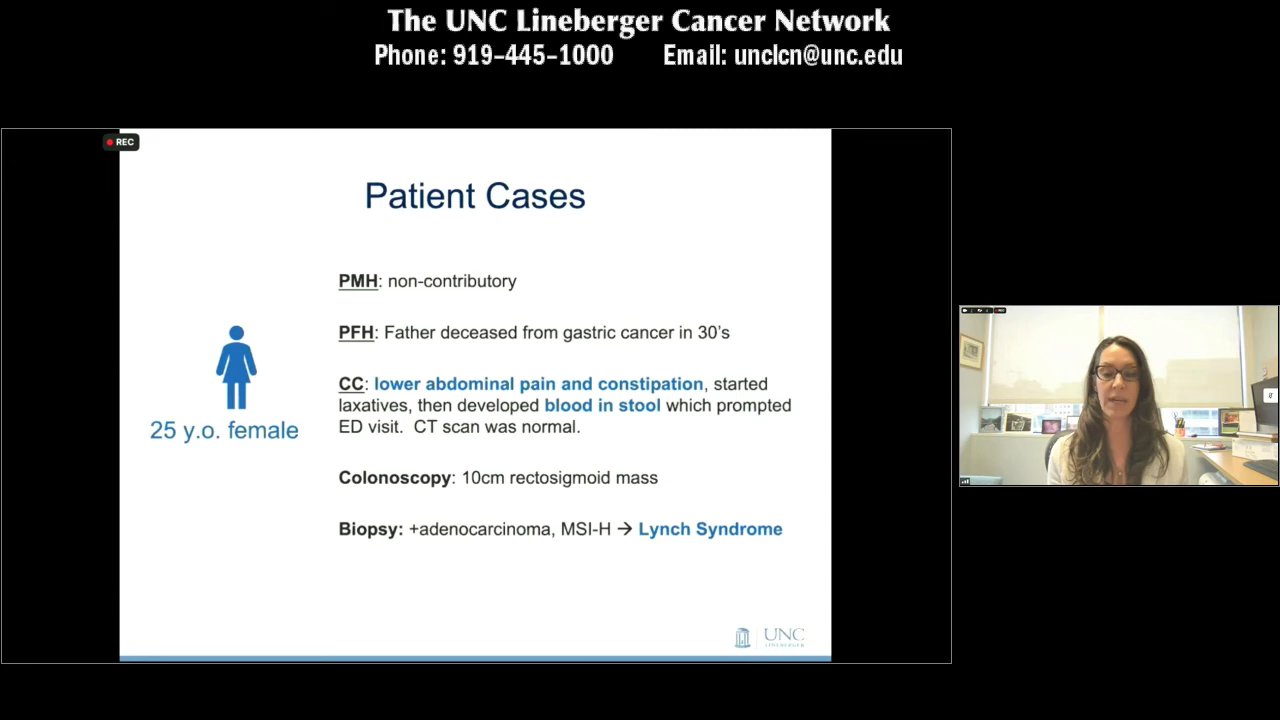 The UNC Lineberger Cancer Network
Phone: 919-445-1000 Email: unclcn@unc.edu
REC
Patient Cases
PMH: non-contributory
PFH: Father deceased from gastric cancer in 30's
CC: lower abdominal pain and constipation, started
laxatives, then developed blood in stool which prompted
ED visit. CT scan was normal.
25 y.o. female
Colonoscopy: 10cm rectosigmoid mass
Biopsy: +adenocarcinoma, MSI-H → Lynch Syndrome
UNC
LINEBERGER